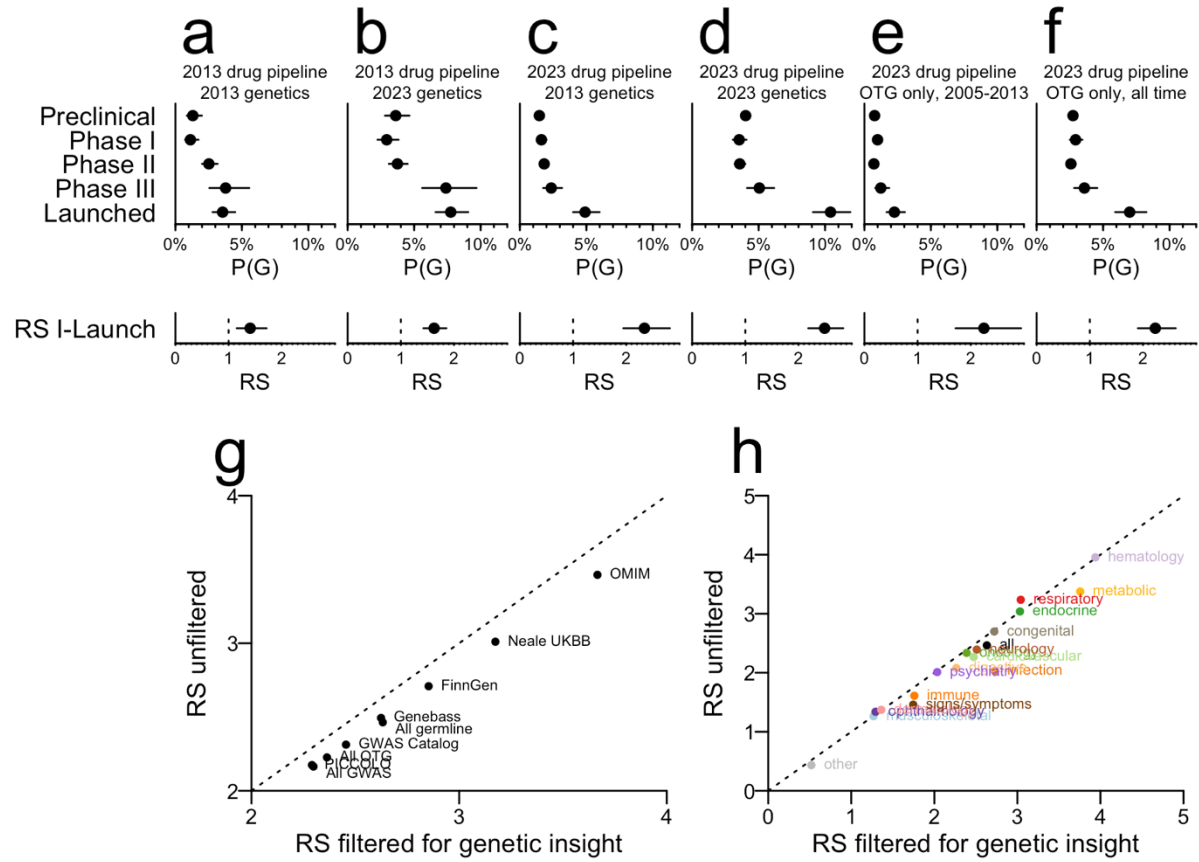 a
b
c
d
e
f
2013 drug pipeline
2013 genetics
2013 drug pipeline
2023 genetics
2023 drug pipeline
2013 genetics
2023 drug pipeline
2023 genetics
2023 drug pipeline
OTG only, 2005-2013
2023 drug pipeline
OTG only, all time
Preclinical
Phase I
Phase II
Phase III
Launched
0% 5% 10%
0% 5% 10%
0% 5% 10%
0% 5% 10%
0% 5% 10%
0% 5% 10%
P(G)
P(G)
P(G)
P(G)
P(G)
P(G)
RS I-Launch
0 1 2
0 1 2
0 1 2
0 1 2
0 1 2
0 1 2
RS
RS
RS
RS
RS
RS
g
4
3
2
RS unfiltered
OMIM
Neale UKBB
FinnGen
Genebass
All germline
GWAS Catalog
All OTG
PICCOLO
All GWAS
2 3 4
RS filtered for genetic insight
h
5
4
3
2
1
0
RS unfiltered
hematology
metabolic
respiratory
endocrine
congenital
all
neurology
cardiovascular
infection
psychiatry
immune
signs/symptoms
ophthalmology
musculoskeletal
other
0 1 2 3 4 5
RS filtered for genetic insight